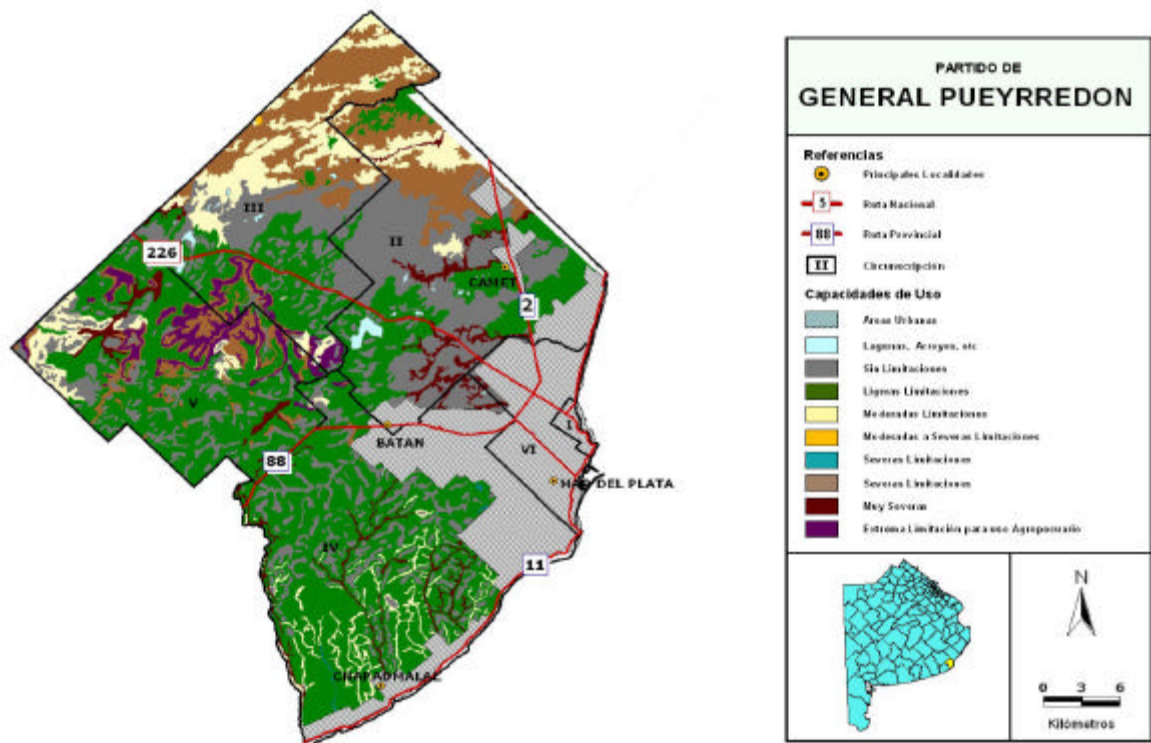 III
226
II
CAMET
2
V
I
BATAN
VI
88
MAR DEL PLATA
IV
11
CHAPADMALAL
PARTIDO DE
GENERAL PUEYRREDON
Referencias
Principales Localidades
5 Ruta Nacional
88 Ruta Provincial
II Circunscripción
Capacidades de Uso
Areas Urbanas
Lagunas, Arroyos, etc
Sin Limitaciones
Ligeras Limitaciones
Moderadas Limitaciones
Moderadas a Severas Limitaciones
Severas Limitaciones
Severas Limitaciones
Muy Severas
Extrema Limitación para uso Agropecuario
N
0 3 6
Kilómetros